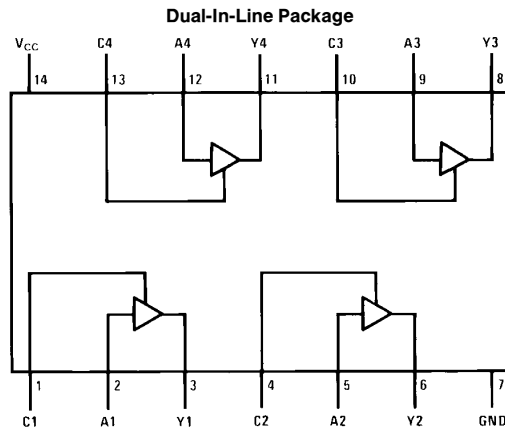 Dual-In-Line Package
VCC C4 A4 Y4 C3 A3 Y3
14 13 12 11 10 9 8
1 2 3 4 5 6 7
C1 A1 Y1 C2 A2 Y2 GND